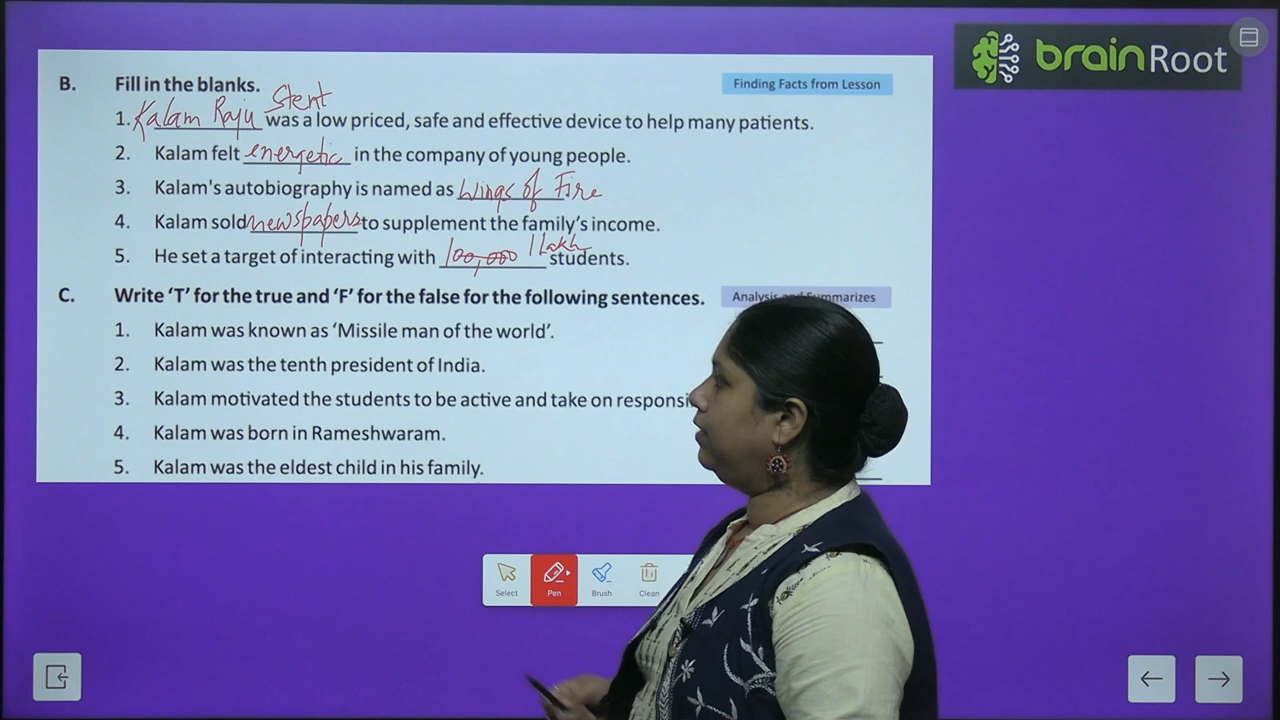 brainRoot
B. Fill in the blanks. Finding Facts from Lesson
1. Kalam Raju Stent was a low priced, safe and effective device to help many patients.
2. Kalam felt energetic in the company of young people.
3. Kalam's autobiography is named as Wings of Fire
4. Kalam sold newspapers to supplement the family's income.
5. He set a target of interacting with 100,000 1 Lakh students.
C. Write 'T' for the true and 'F' for the false for the following sentences.
1. Kalam was known as 'Missile man of the world'.
2. Kalam was the tenth president of India.
3. Kalam motivated the students to be active and take on responsi
4. Kalam was born in Rameshwaram.
5. Kalam was the eldest child in his family.
Select Pen Brush Clean